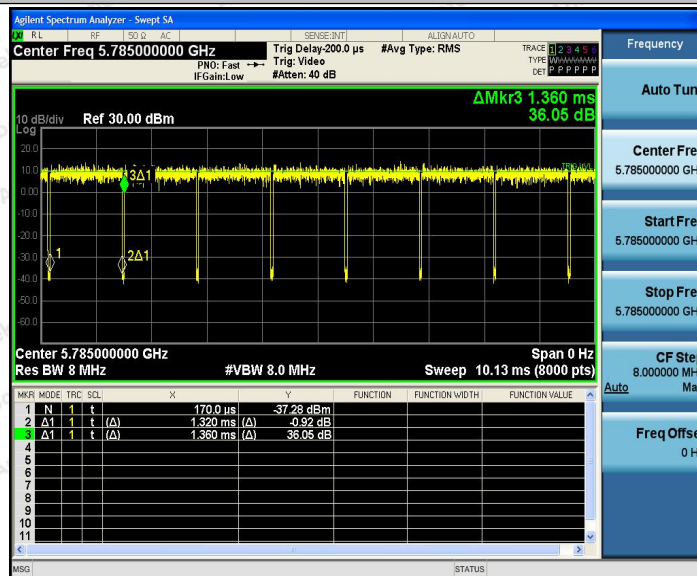 Agilent Spectrum Analyzer - Swept SA
RL RF 50 Ω AC SENSE:INT ALIGNAUTO
Center Freq 5.785000000 GHz
PNO: Fast
IFGain:Low
Trig Delay-200.0 µs
Trig: Video
#Atten: 40 dB
#Avg Type: RMS
TRACE 1 2 3 4 5 6
TYPE
DET P P P P P P
Frequency
Auto Tun
ΔMkr3 1.360 ms
36.05 dB
10 dB/div Ref 30.00 dBm
Log
20.0
10.0
0.00
-10.0
-20.0
-30.0
-40.0
-50.0
-60.0
TRIG LVL
3Δ1
1
2Δ1
Center Fre
5.785000000 GH
Start Fre
5.785000000 GH
Stop Fre
5.785000000 GH
CF Ste
8.000000 MH
Auto Ma
Freq Offse
0 H
Center 5.785000000 GHz Span 0 Hz
Res BW 8 MHz #VBW 8.0 MHz Sweep 10.13 ms (8000 pts)
MKR MODE TRC SCL X Y FUNCTION FUNCTION WIDTH FUNCTION VALUE
1 N 1 t 170.0 µs -37.28 dBm
2 Δ1 1 t (Δ) 1.320 ms (Δ) -0.92 dB
3 Δ1 1 t (Δ) 1.360 ms (Δ) 36.05 dB
4
5
6
7
8
9
10
11
MSG STATUS